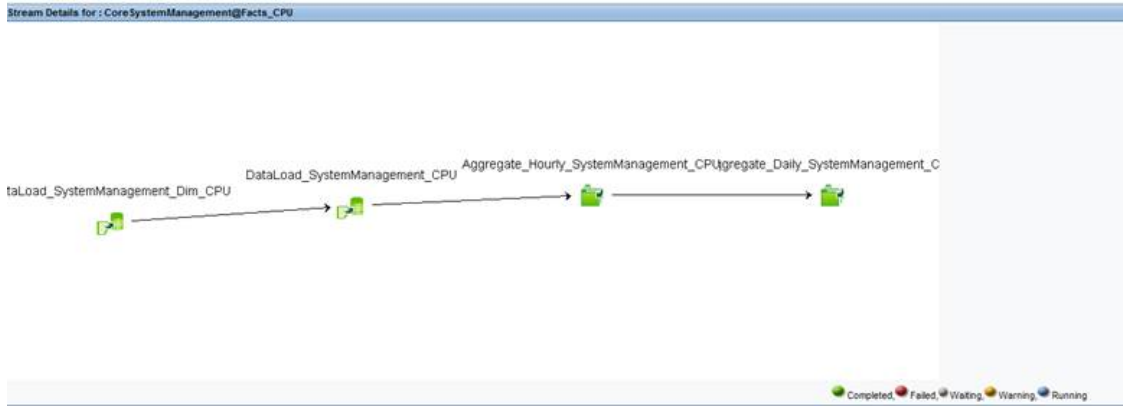 Stream Details for : CoreSystemManagement@Facts_CPU
Aggregate_Hourly_SystemManagement_CPU
ggregate_Daily_SystemManagement_C
DataLoad_SystemManagement_CPU
taLoad_SystemManagement_Dim_CPU
Completed, Failed, Waiting, Warning, Running